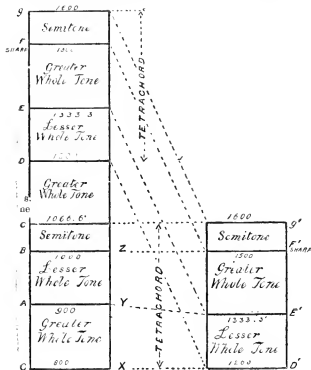 g
1600
Semitone
F
SHARP
1500
Greater
Whole Tone
E
1333.3
Lesser
Whole Tone
D
Greater
Whole Tone
C
1066.6
Semitone
B
1000
Lesser
Whole Tone
A
900
Greater
Whole Tone
C
800
TETRACHORD
TETRACHORD
Z
Y
X
1600
g'
Semitone
F'
SHARP
1500
Greater
Whole Tone
E'
1333.3'
Lesser
Whole Tone
1200
D'